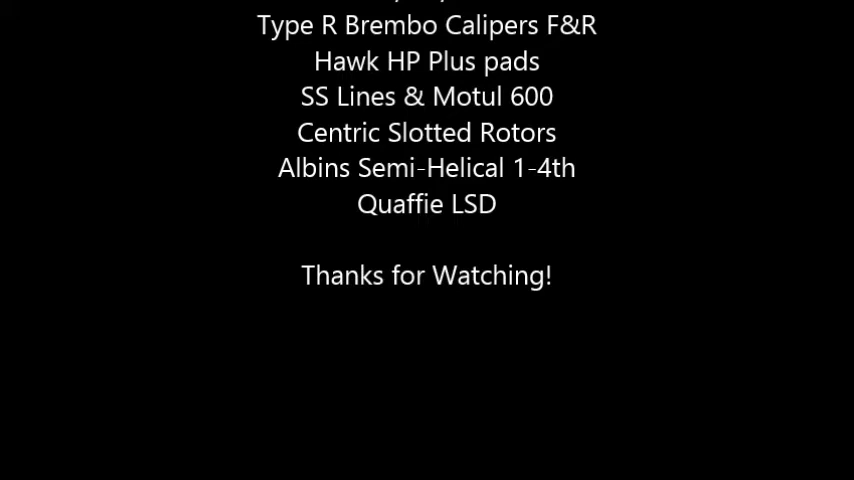 Type R Brembo Calipers F&R
Hawk HP Plus pads
SS Lines & Motul 600
Centric Slotted Rotors
Albins Semi-Helical 1-4th
Quaffie LSD
Thanks for Watching!